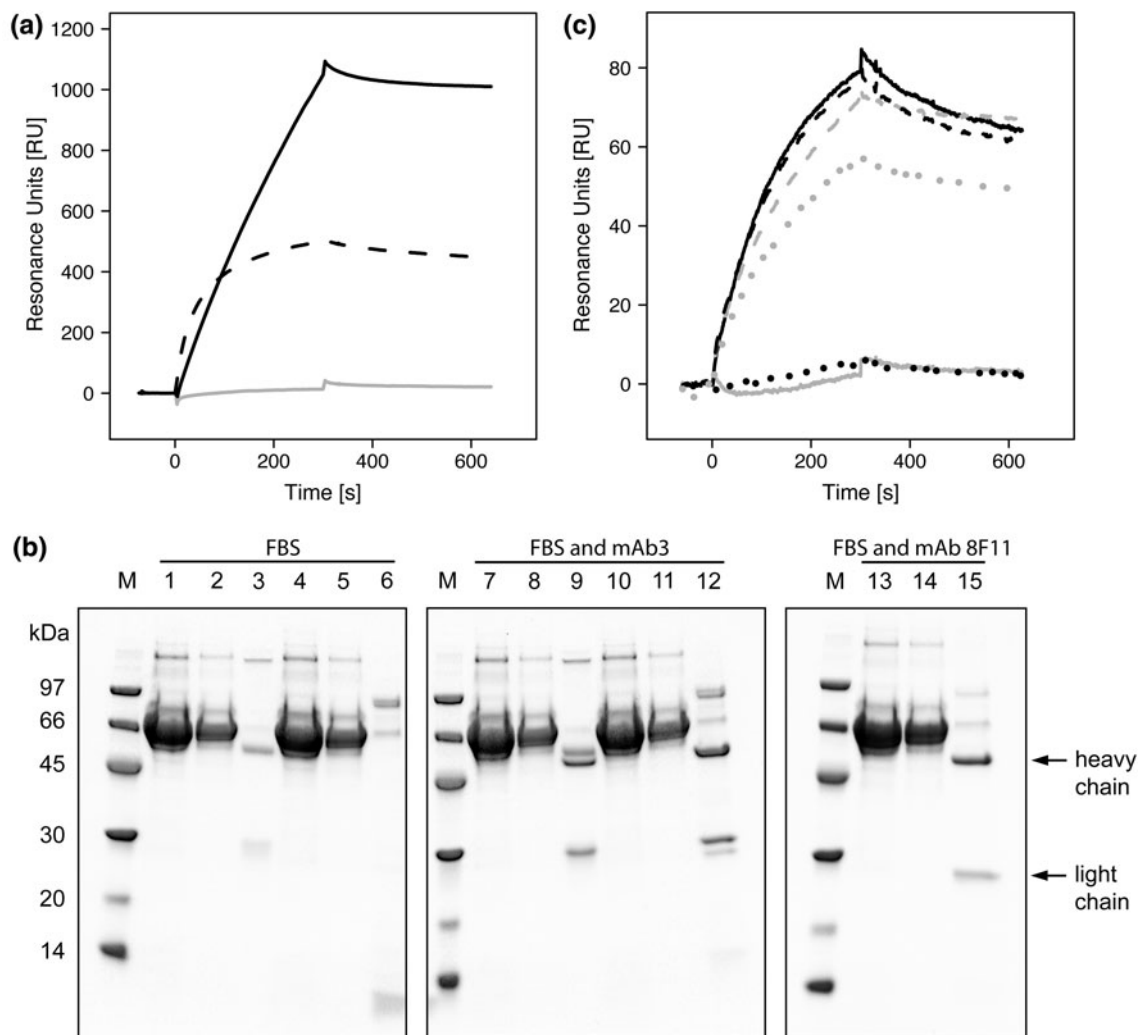 (a)
1200
1000
800
600
400
200
0
Resonance Units [RU]
0 200 400 600
Time [s]
(c)
80
60
40
20
0
Resonance Units [RU]
0 200 400 600
Time [s]
(b)
FBS
M 1 2 3 4 5 6
FBS and mAb3
7 8 9 10 11 12
M
FBS and mAb 8F11
M 13 14 15
kDa
97
66
45
30
20
14
heavy
chain
light
chain